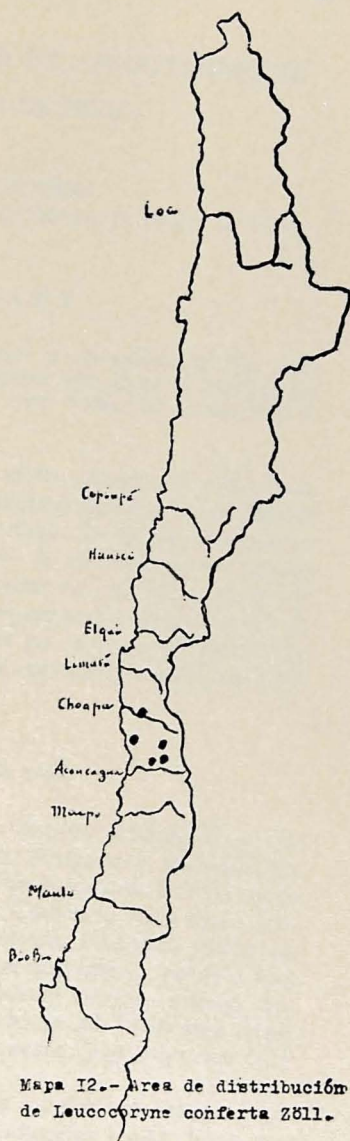 Loa
Copiapó
Huasco
Elqui
Limarí
Choapa
Aconcagua
Maipo
Maule
Bío Bío
Mapa I2.- Area de distribución
de Leucocoryne conferta Zöll.